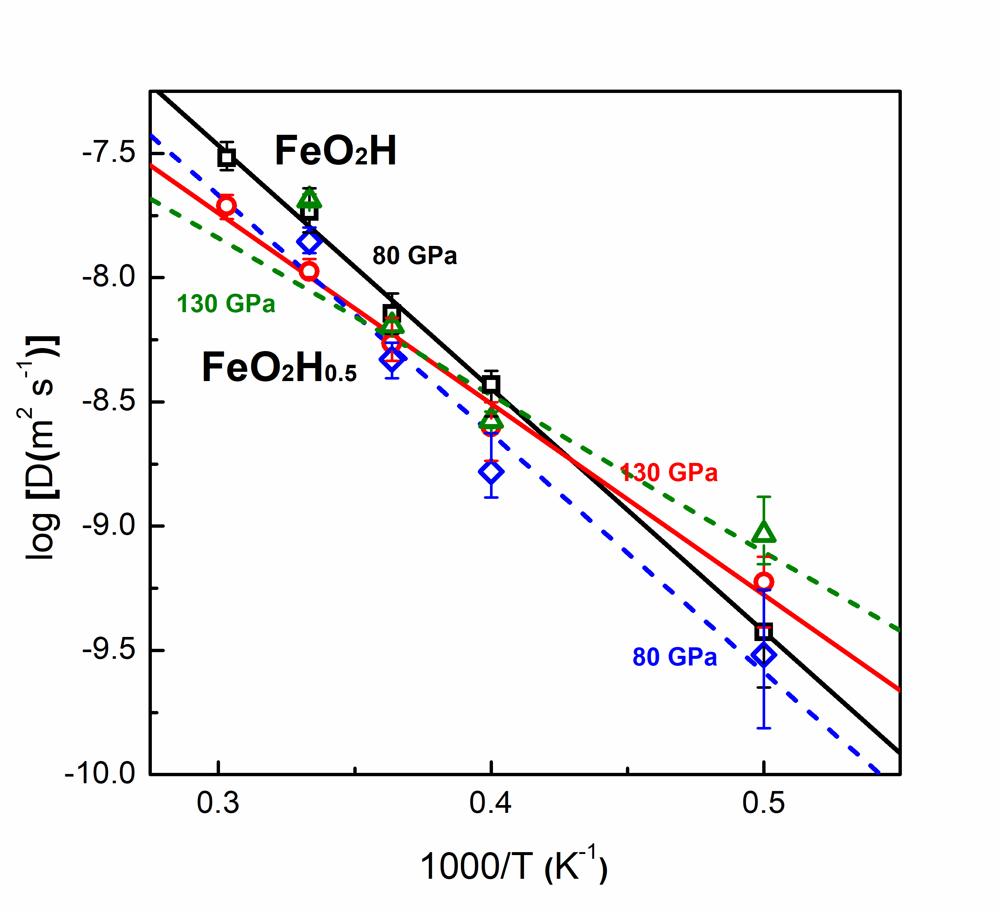 FeO₂H
-7.5
80 GPa
-8.0
130 GPa
FeO₂H₀.₅
-8.5
130 GPa
-9.0
80 GPa
-9.5
-10.0
0.3 0.4 0.5
log [D(m² s⁻¹)]
1000/T (K⁻¹)